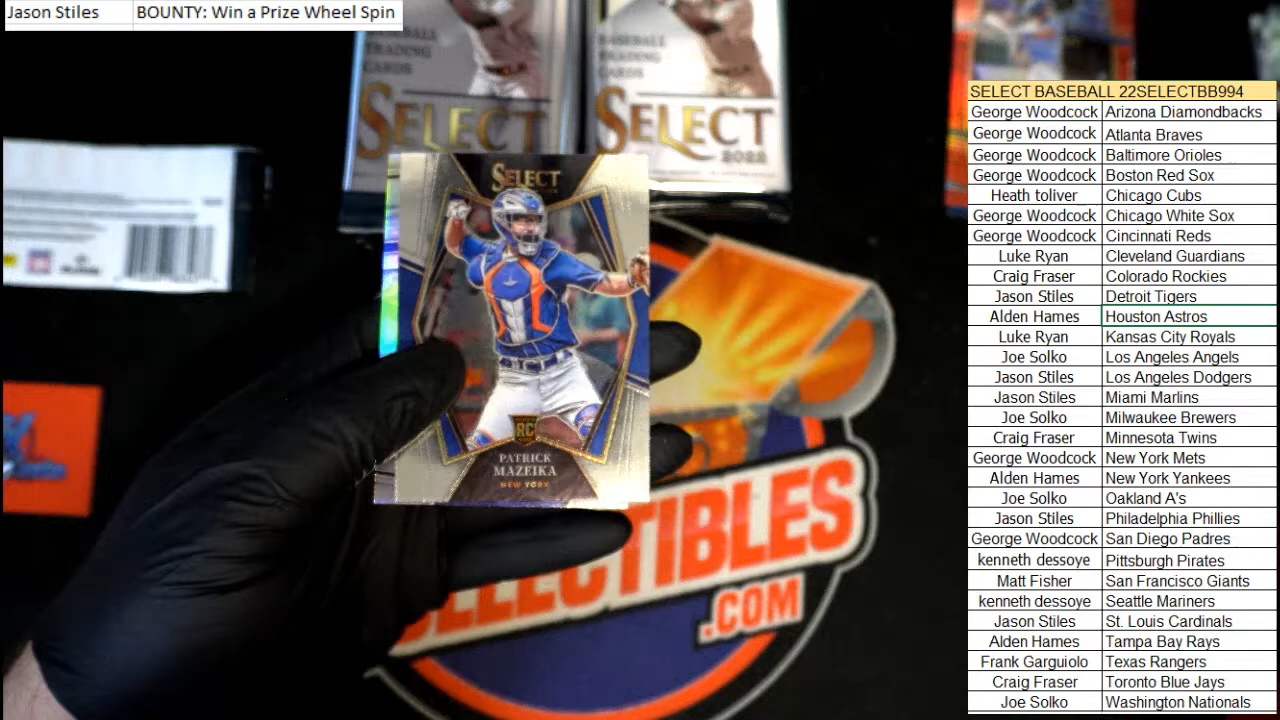 Jason Stiles BOUNTY: Win a Prize Wheel Spin
BASEBALL
TRADING
CARDS
SELECT
BASEBALL
TRADING
CARDS
SELECT
2022
SELECT
RC
PATRICK
MAZEIKA
NEW YORK
.COM
SELECT BASEBALL 22SELECTBB994
George Woodcock Arizona Diamondbacks
George Woodcock Atlanta Braves
George Woodcock Baltimore Orioles
George Woodcock Boston Red Sox
Heath toliver Chicago Cubs
George Woodcock Chicago White Sox
George Woodcock Cincinnati Reds
Luke Ryan Cleveland Guardians
Craig Fraser Colorado Rockies
Jason Stiles Detroit Tigers
Alden Hames Houston Astros
Luke Ryan Kansas City Royals
Joe Solko Los Angeles Angels
Jason Stiles Los Angeles Dodgers
Jason Stiles Miami Marlins
Joe Solko Milwaukee Brewers
Craig Fraser Minnesota Twins
George Woodcock New York Mets
Alden Hames New York Yankees
Joe Solko Oakland A's
Jason Stiles Philadelphia Phillies
George Woodcock San Diego Padres
kenneth dessoye Pittsburgh Pirates
Matt Fisher San Francisco Giants
kenneth dessoye Seattle Mariners
Jason Stiles St. Louis Cardinals
Alden Hames Tampa Bay Rays
Frank Garguiolo Texas Rangers
Craig Fraser Toronto Blue Jays
Joe Solko Washington Nationals